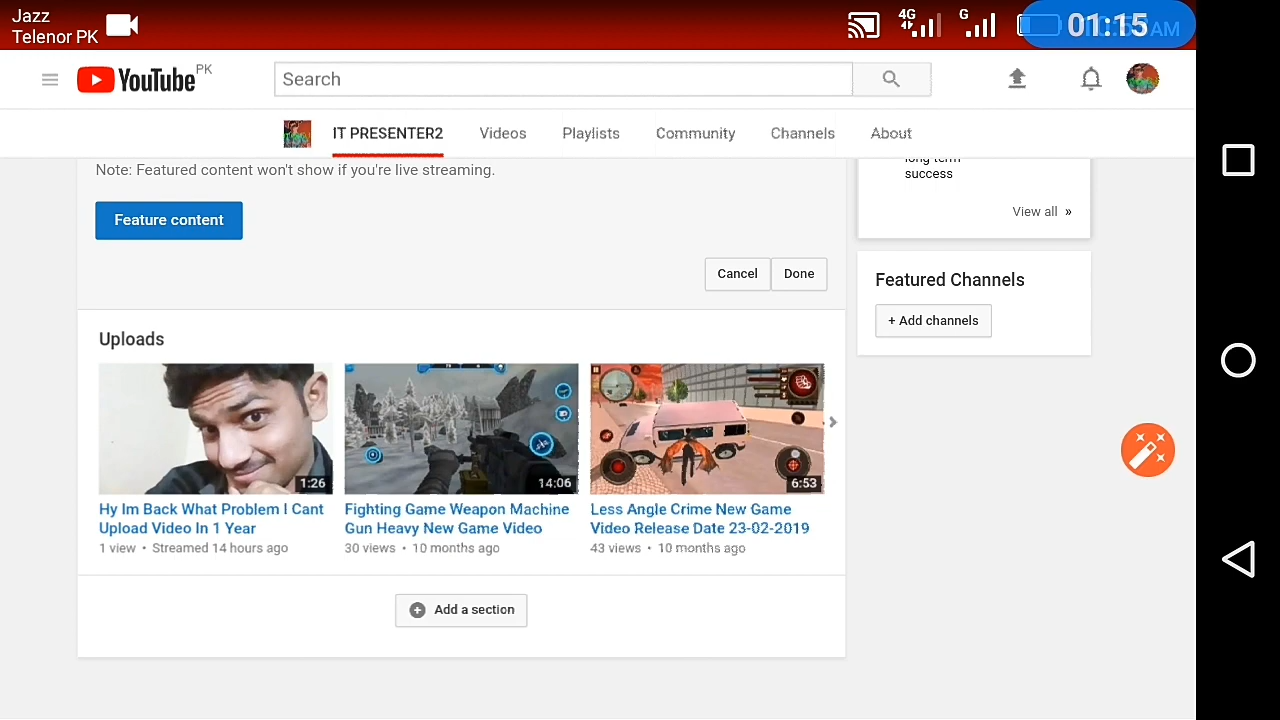 Jazz
Telenor PK
4G
G
01:15
AM
YouTube PK
Search
IT PRESENTER2
Videos
Playlists
Community
Channels
About
Note: Featured content won't show if you're live streaming.
Feature content
Cancel
Done
long term
success
View all »
Featured Channels
+ Add channels
Uploads
1:26
14:06
6:53
Hy Im Back What Problem I Cant
Upload Video In 1 Year
1 view • Streamed 14 hours ago
Fighting Game Weapon Machine
Gun Heavy New Game Video
30 views • 10 months ago
Less Angle Crime New Game
Video Release Date 23-02-2019
43 views • 10 months ago
Add a section